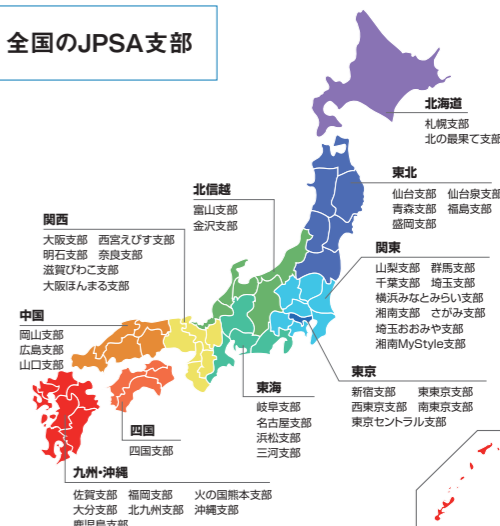 全国のJPSA支部
北海道
札幌支部
北の最果て支部
東北
仙台支部 仙台泉支部
青森支部 福島支部
盛岡支部
北信越
富山支部
金沢支部
関西
大阪支部 西宮えびす支部
明石支部 奈良支部
滋賀びわこ支部
大阪ほんまる支部
関東
山梨支部 群馬支部
千葉支部 埼玉支部
横浜みなとみらい支部
湘南支部 さがみ支部
埼玉おおみや支部
湘南MyStyle支部
中国
岡山支部
広島支部
山口支部
東京
新宿支部 東東京支部
西東京支部 南東京支部
東京セントラル支部
東海
岐阜支部
名古屋支部
浜松支部
三河支部
四国
四国支部
九州・沖縄
佐賀支部 福岡支部 火の国熊本支部
大分支部 北九州支部 沖縄支部
鹿児島支部